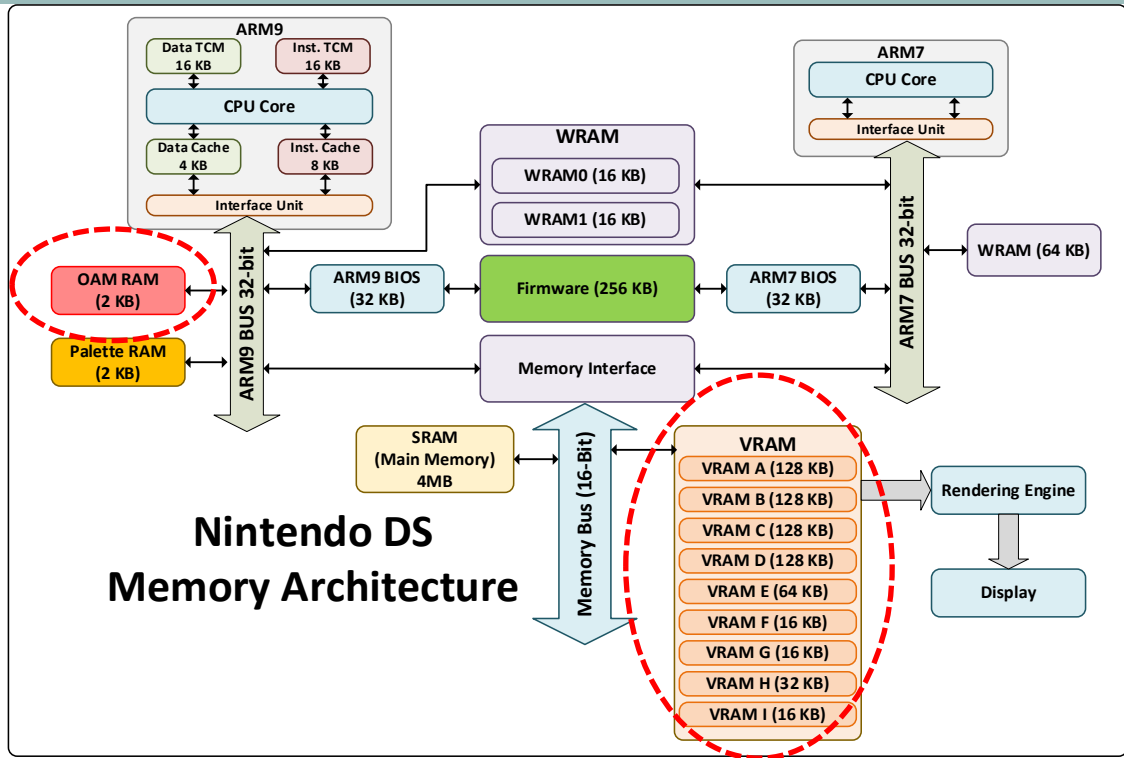 ARM9
Data TCM
16 KB
Inst. TCM
16 KB
CPU Core
Data Cache
4 KB
Inst. Cache
8 KB
Interface Unit
ARM7
CPU Core
Interface Unit
WRAM
WRAM0 (16 KB)
WRAM1 (16 KB)
ARM9 BUS 32-bit
ARM7 BUS 32-bit
WRAM (64 KB)
OAM RAM
(2 KB)
ARM9 BIOS
(32 KB)
Firmware (256 KB)
ARM7 BIOS
(32 KB)
Palette RAM
(2 KB)
Memory Interface
SRAM
(Main Memory)
4MB
Memory Bus (16-Bit)
VRAM
VRAM A (128 KB)
VRAM B (128 KB)
VRAM C (128 KB)
VRAM D (128 KB)
VRAM E (64 KB)
VRAM F (16 KB)
VRAM G (16 KB)
VRAM H (32 KB)
VRAM I (16 KB)
Rendering Engine
Display
Nintendo DS
Memory Architecture